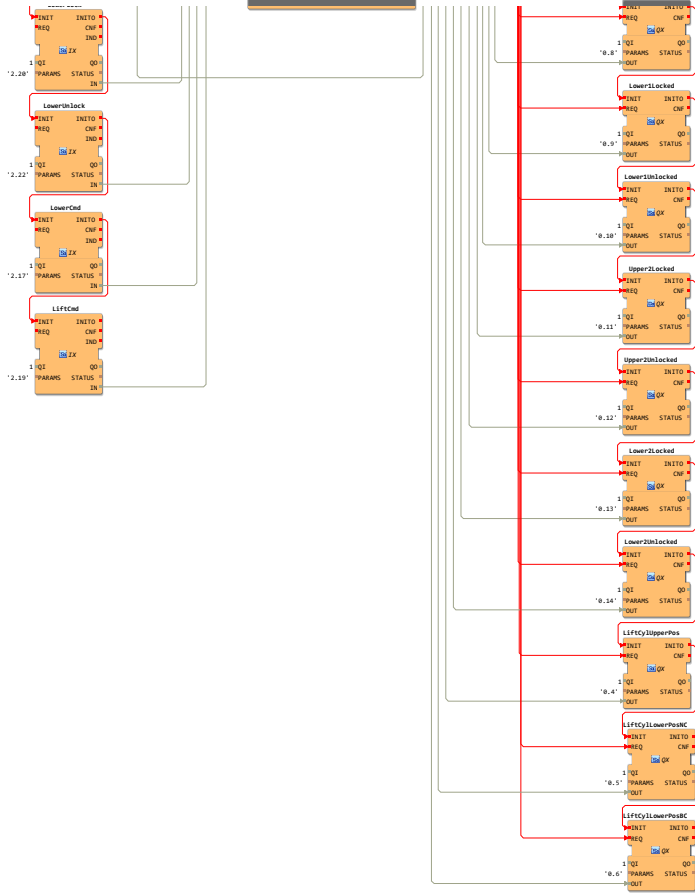 INIT INITO
REQ CNF
IND
IX
1 QI QO
'2.20' PARAMS STATUS
IN
LowerUnlock
INIT INITO
REQ CNF
IND
IX
1 QI QO
'2.22' PARAMS STATUS
IN
LowerCmd
INIT INITO
REQ CNF
IND
IX
1 QI QO
'2.17' PARAMS STATUS
IN
LiftCmd
INIT INITO
REQ CNF
IND
IX
1 QI QO
'2.19' PARAMS STATUS
IN
REQ CNF
QX
1 QI QO
'0.8' PARAMS STATUS
OUT
Lower1Locked
INIT INITO
REQ CNF
QX
1 QI QO
'0.9' PARAMS STATUS
OUT
Lower1Unlocked
INIT INITO
REQ CNF
QX
1 QI QO
'0.10' PARAMS STATUS
OUT
Upper2Locked
INIT INITO
REQ CNF
QX
1 QI QO
'0.11' PARAMS STATUS
OUT
Upper2Unlocked
INIT INITO
REQ CNF
QX
1 QI QO
'0.12' PARAMS STATUS
OUT
Lower2Locked
INIT INITO
REQ CNF
QX
1 QI QO
'0.13' PARAMS STATUS
OUT
Lower2Unlocked
INIT INITO
REQ CNF
QX
1 QI QO
'0.14' PARAMS STATUS
OUT
LiftCylUpperPos
INIT INITO
REQ CNF
QX
1 QI QO
'0.4' PARAMS STATUS
OUT
LiftCylLowerPosNC
INIT INITO
REQ CNF
QX
1 QI QO
'0.5' PARAMS STATUS
OUT
LiftCylLowerPosBC
INIT INITO
REQ CNF
QX
1 QI QO
'0.6' PARAMS STATUS
OUT